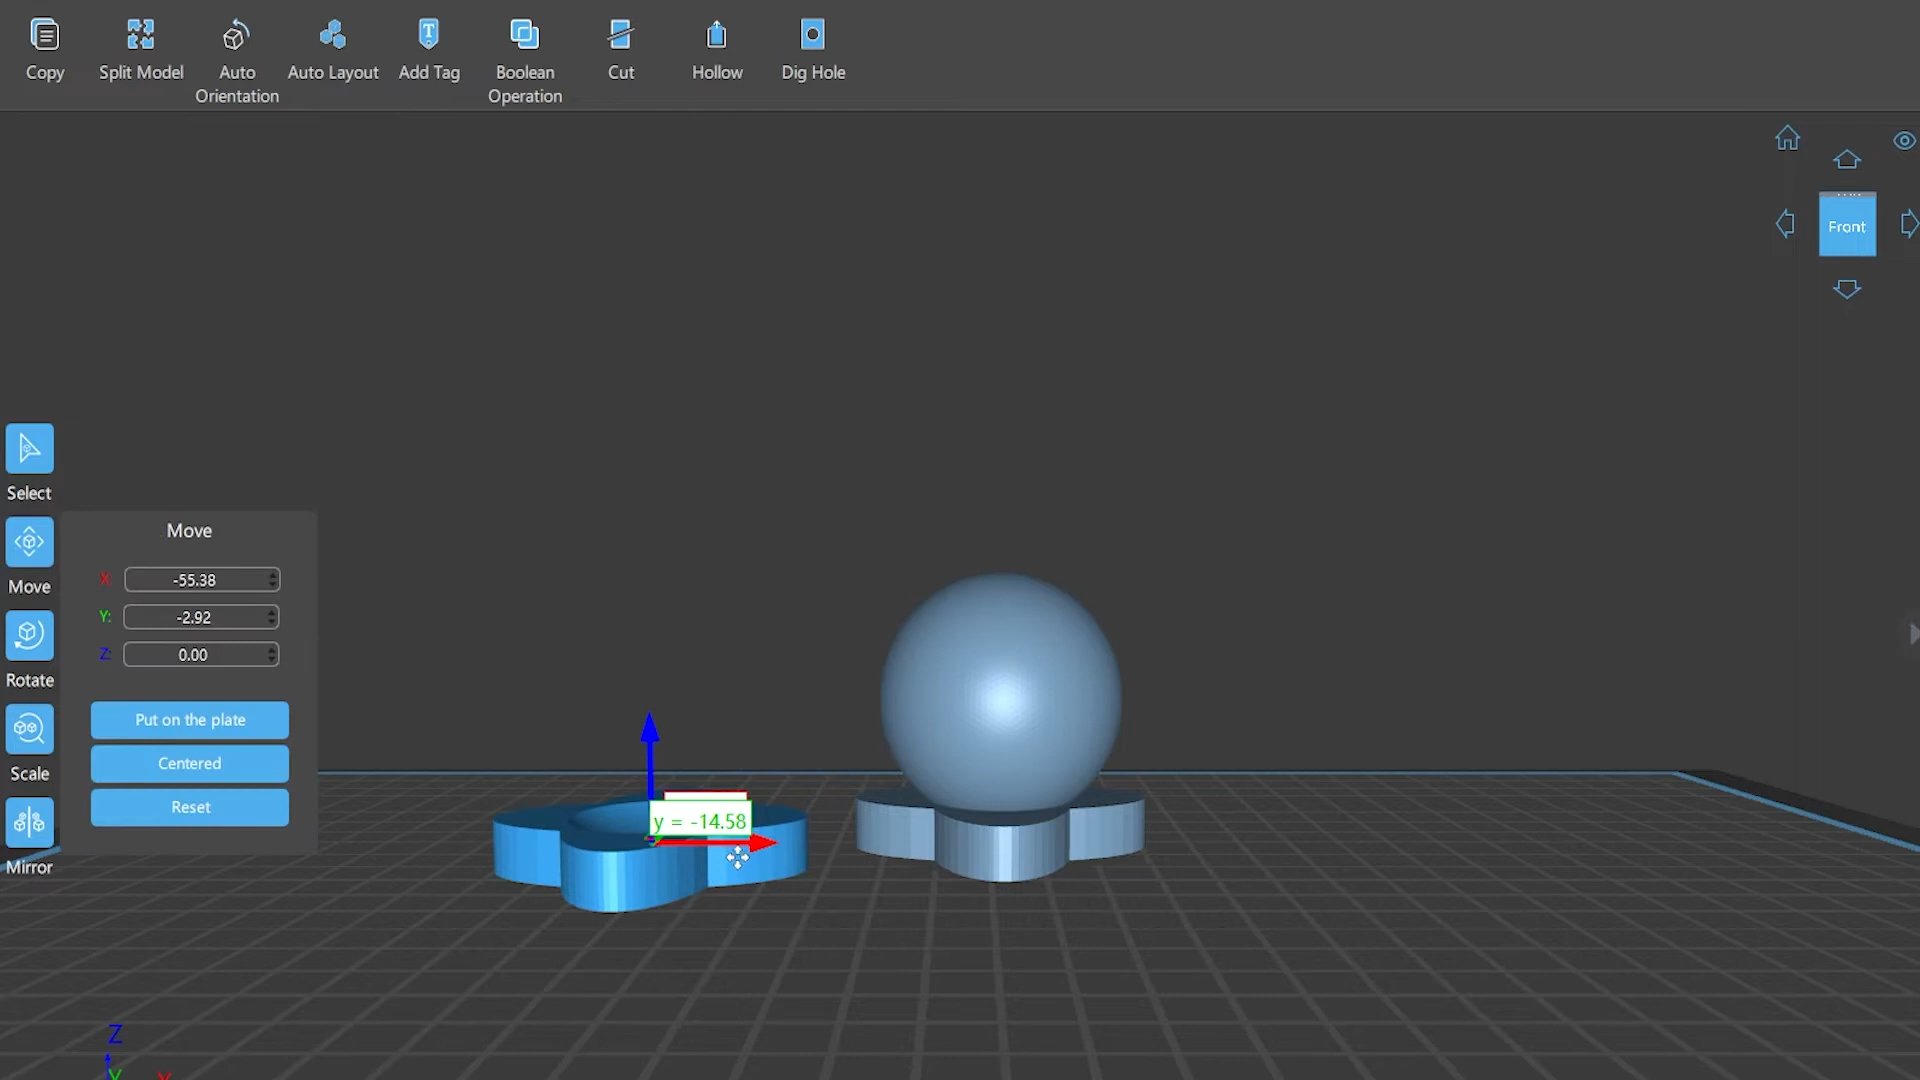 Copy
Split Model
Auto
Orientation
Auto Layout
Add Tag
Boolean
Operation
Cut
Hollow
Dig Hole
Front
Select
Move
Rotate
Scale
Mirror
Move
X: -55.38
Y: -2.92
Z: 0.00
Put on the plate
Centered
Reset
y = -14.58
Z
Y
X